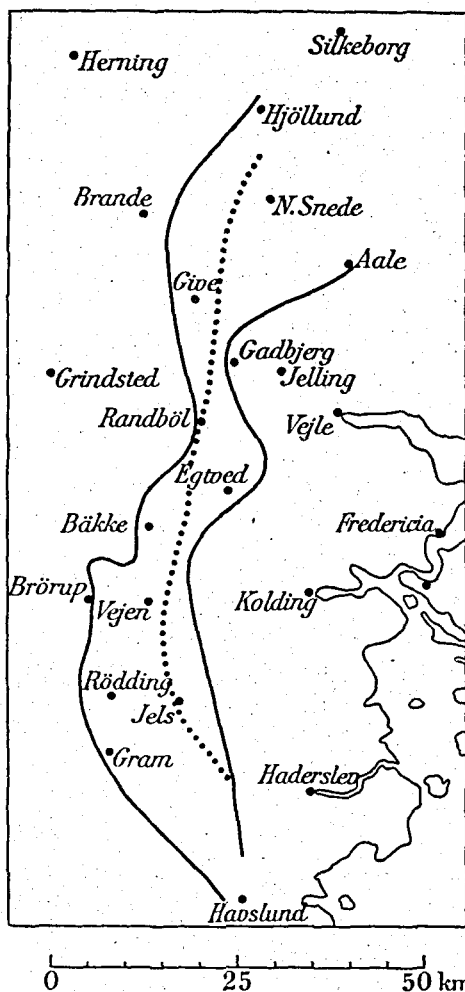 Silkeborg
Herning
Hjöllund
Brande
N. Snede
Aale
Give
Gadbjerg
Grindsted
Jelling
Randböl
Vejle
Egtved
Bäkke
Fredericia
Brörup
Vejen
Kolding
Rödding
Jels
Gram
Haderslev
Havslund
0 25 50 km